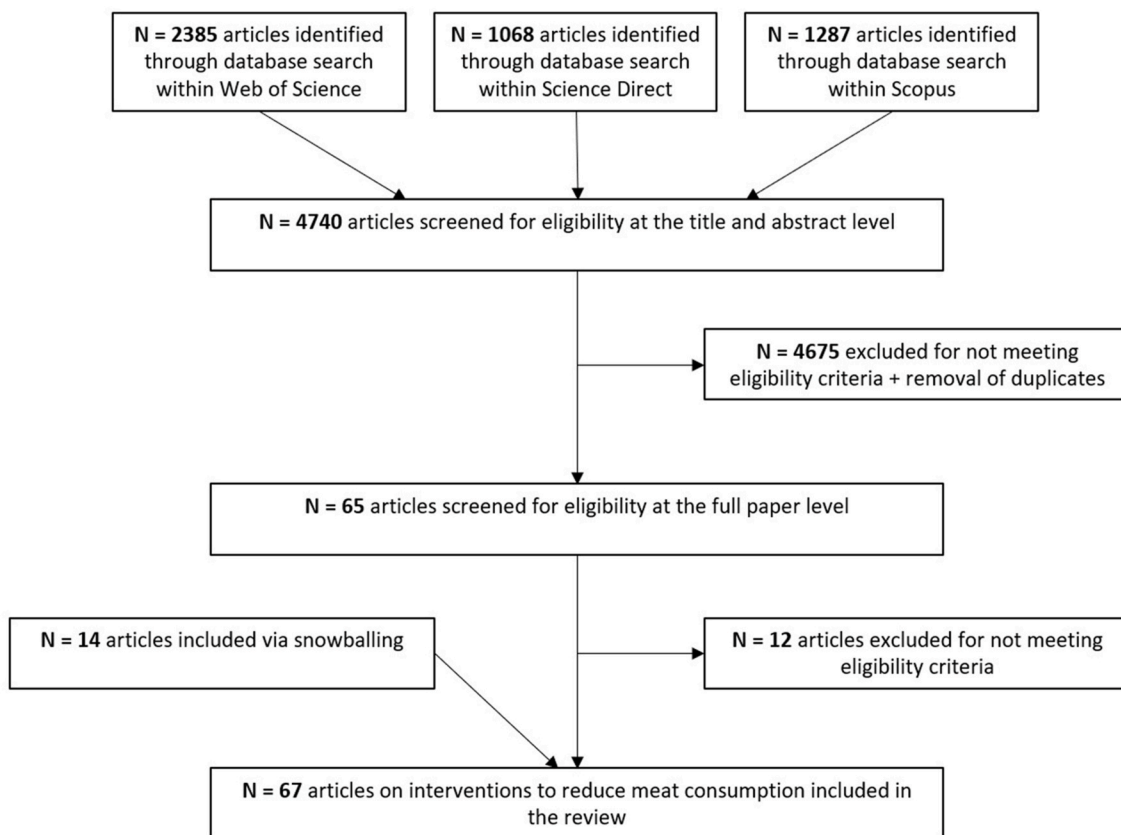 N = 2385 articles identified
through database search
within Web of Science
N = 1068 articles identified
through database search
within Science Direct
N = 1287 articles identified
through database search
within Scopus
N = 4740 articles screened for eligibility at the title and abstract level
N = 4675 excluded for not meeting
eligibility criteria + removal of duplicates
N = 65 articles screened for eligibility at the full paper level
N = 14 articles included via snowballing
N = 12 articles excluded for not meeting
eligibility criteria
N = 67 articles on interventions to reduce meat consumption included in
the review